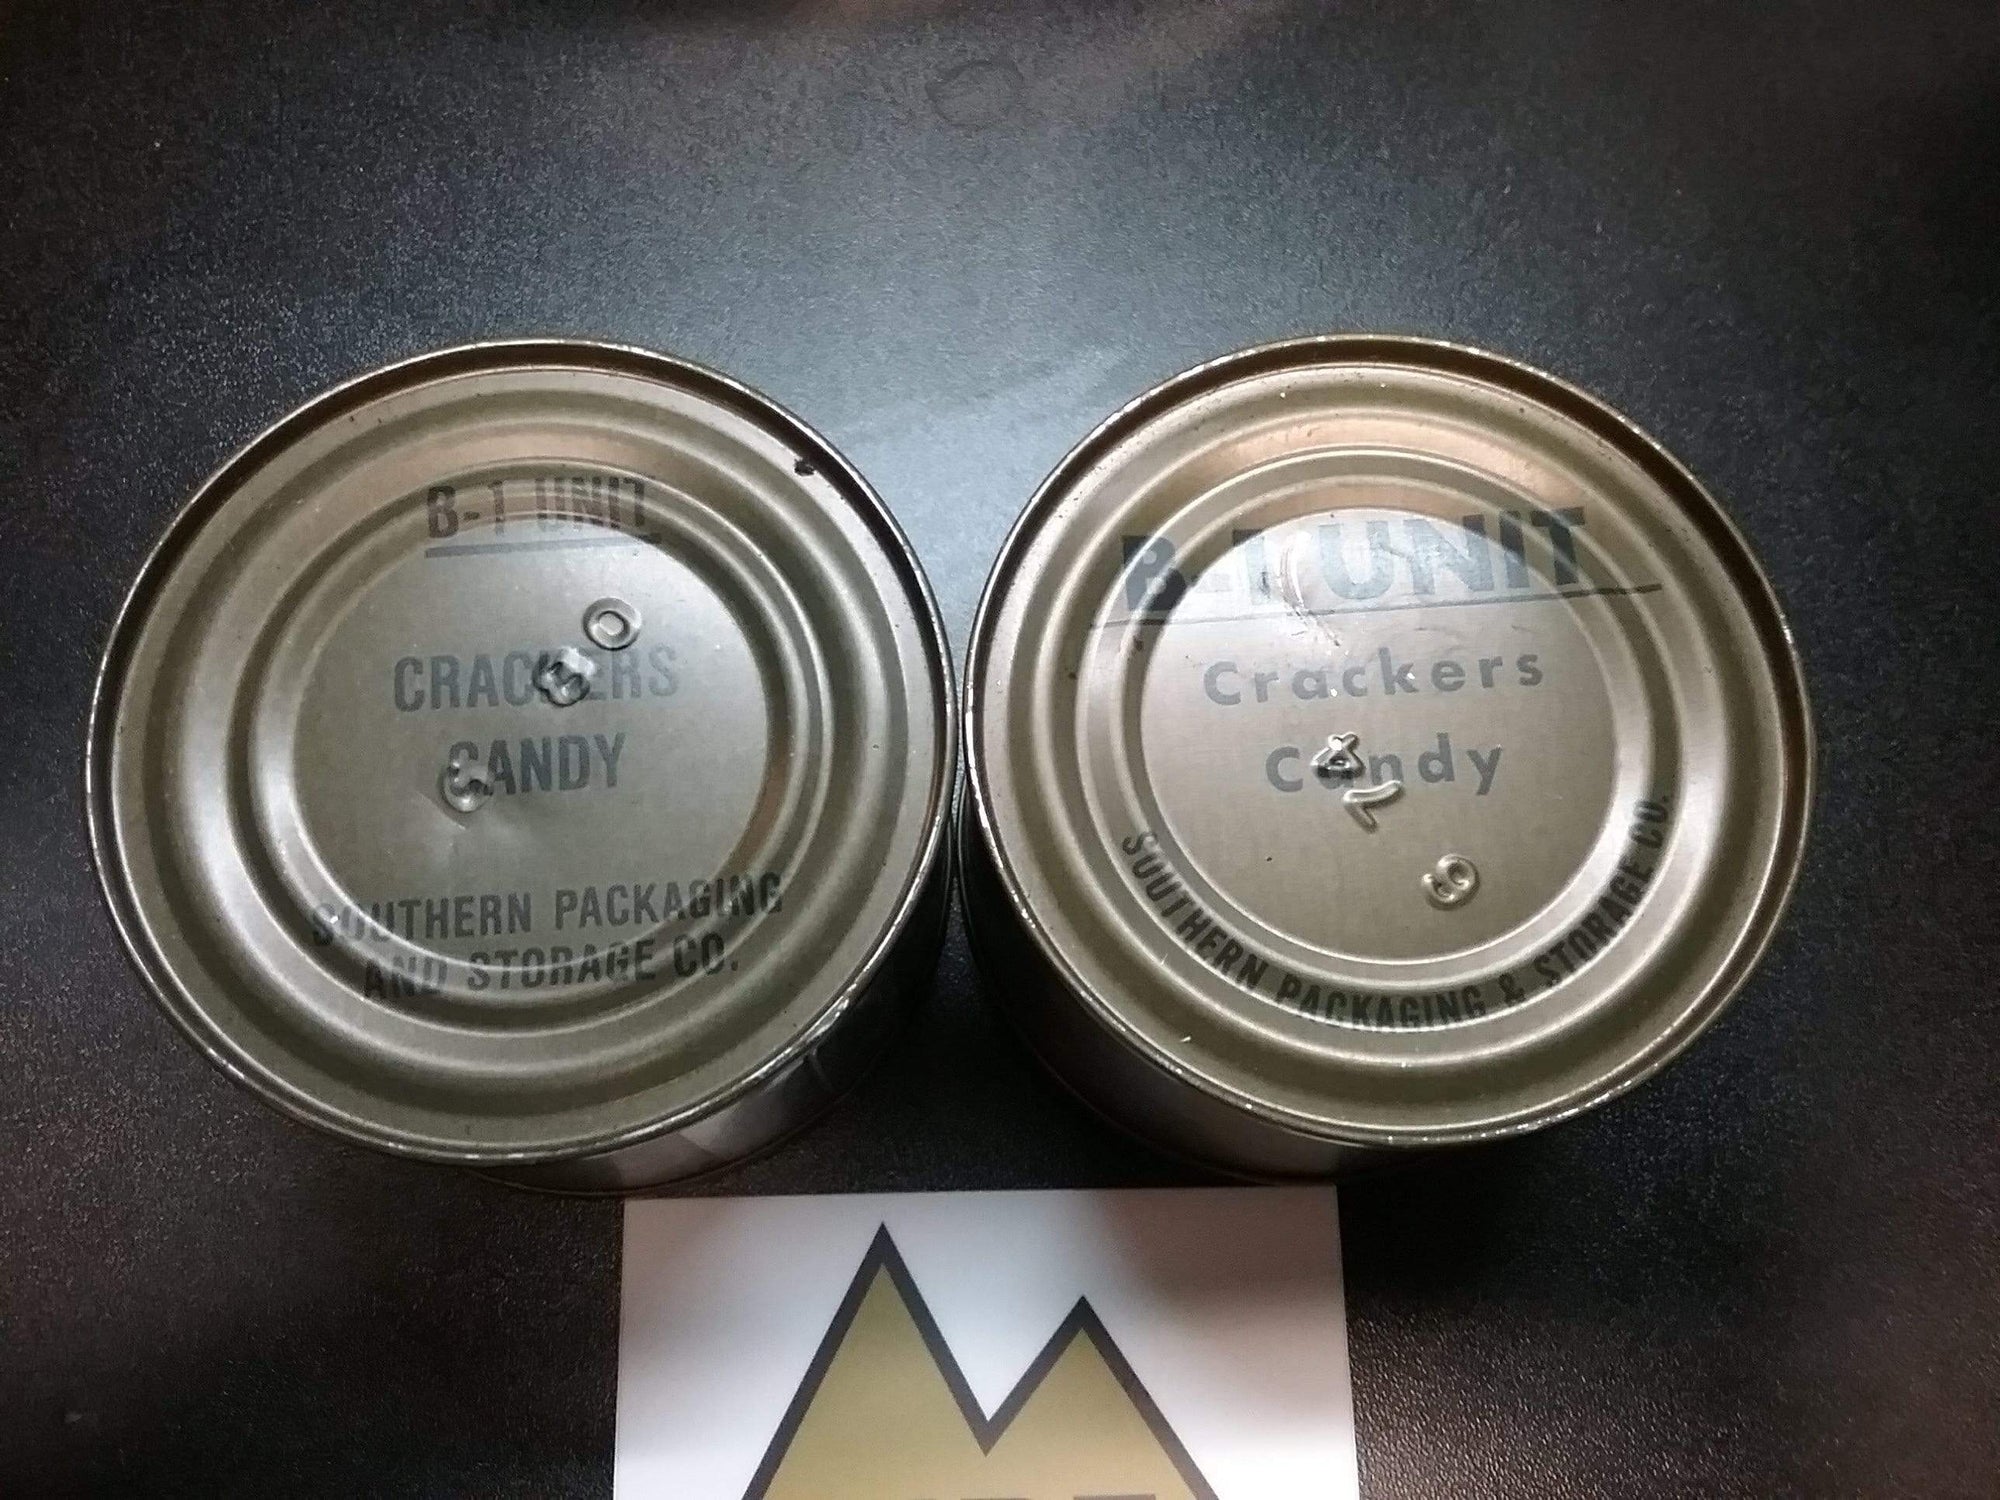 B-1 UNIT
CRACKERS
CANDY
SOUTHERN PACKAGING
AND STORAGE CO.
B-1 UNIT
Crackers
Candy
SOUTHERN PACKAGING & STORAGE CO.